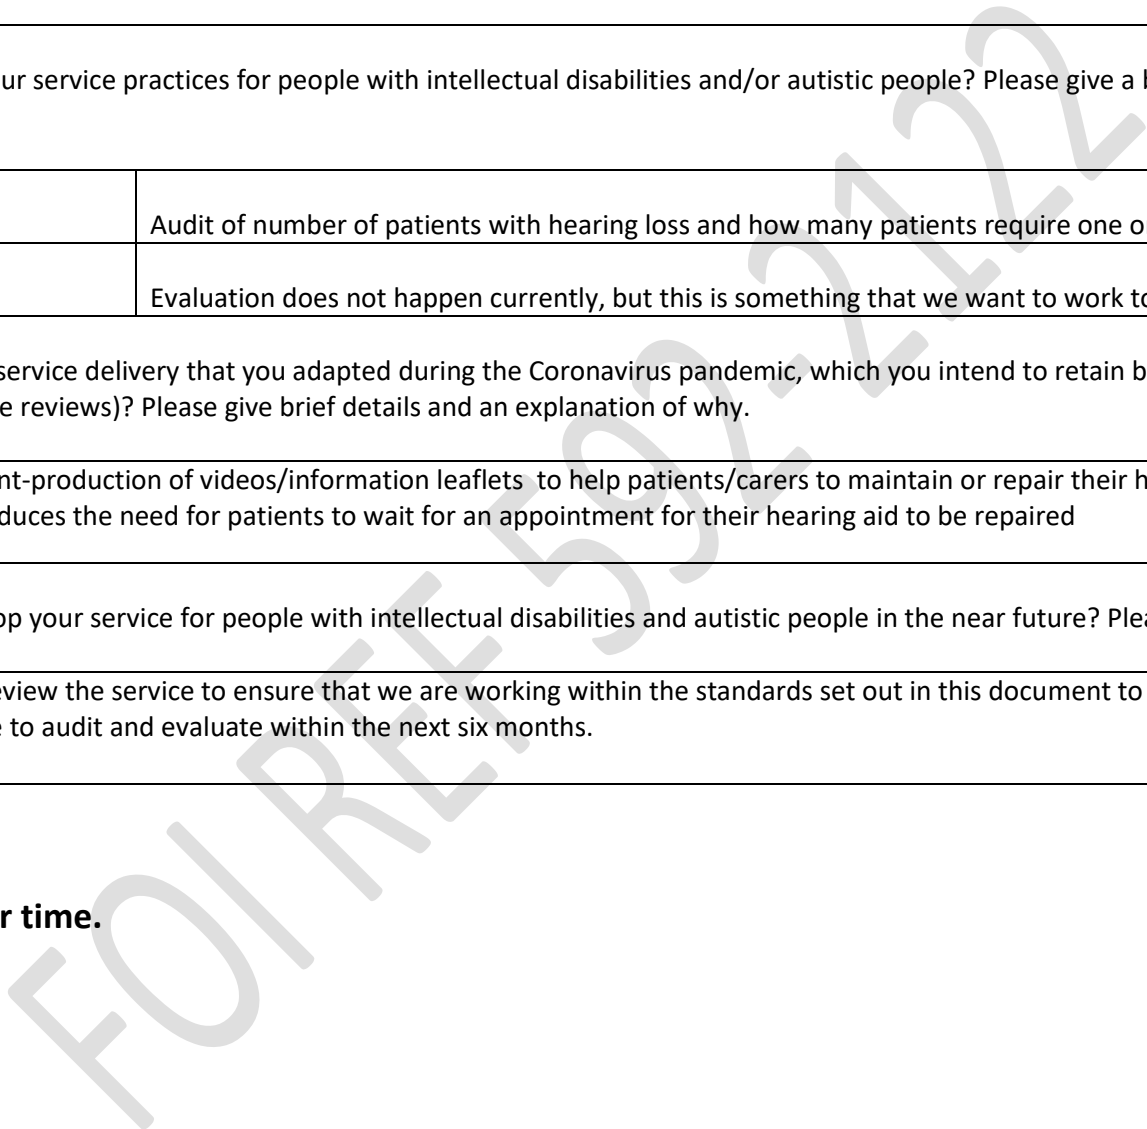 ur service practices for people with intellectual disabilities and/or autistic people? Please give a b
Audit of number of patients with hearing loss and how many patients require one o
Evaluation does not happen currently, but this is something that we want to work to
service delivery that you adapted during the Coronavirus pandemic, which you intend to retain b
e reviews)? Please give brief details and an explanation of why.
nt-production of videos/information leaflets  to help patients/carers to maintain or repair their h
duces the need for patients to wait for an appointment for their hearing aid to be repaired
op your service for people with intellectual disabilities and autistic people in the near future? Plea
eview the service to ensure that we are working within the standards set out in this document to
e to audit and evaluate within the next six months.
r time.
FOI REF 592-2122